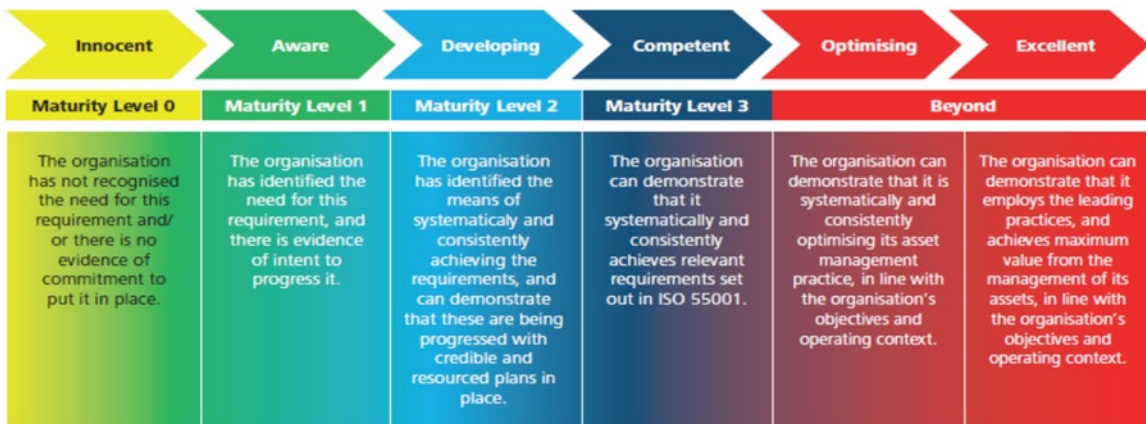 Innocent
Aware
Developing
Competent
Optimising
Excellent
Maturity Level 0
Maturity Level 1
Maturity Level 2
Maturity Level 3
Beyond
The organisation
has not recognised
the need for this
requirement and/
or there is no
evidence of
commitment to
put it in place.
The organisation
has identified the
need for this
requirement, and
there is evidence
of intent to
progress it.
The organisation
has identified the
means of
systematicaly and
consistently
achieving the
requirements, and
can demonstrate
that these are being
progressed with
credible and
resourced plans in
place.
The organisation
can demonstrate
that it
systematically and
consistently
achieves relevant
requirements set
out in ISO 55001.
The organisation can
demonstrate that it is
systematically and
consistently
optimising its asset
management
practice, in line with
the organisation's
objectives and
operating context.
The organisation can
demonstrate that it
employs the leading
practices, and
achieves maximum
value from the
management of its
assets, in line with
the organisation's
objectives and
operating context.